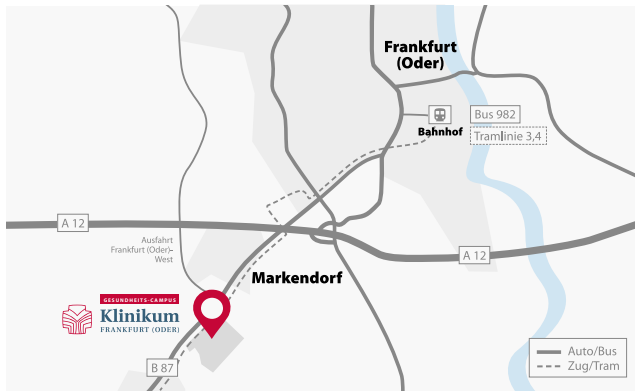 Frankfurt
(Oder)
Bus 982
Bahnhof
Tramlinie 3,4
A 12
Ausfahrt
Frankfurt (Oder)-
West
A 12
Markendorf
GESUNDHEITS-CAMPUS
Klinikum
FRANKFURT (ODER)
B 87
Auto/Bus
Zug/Tram